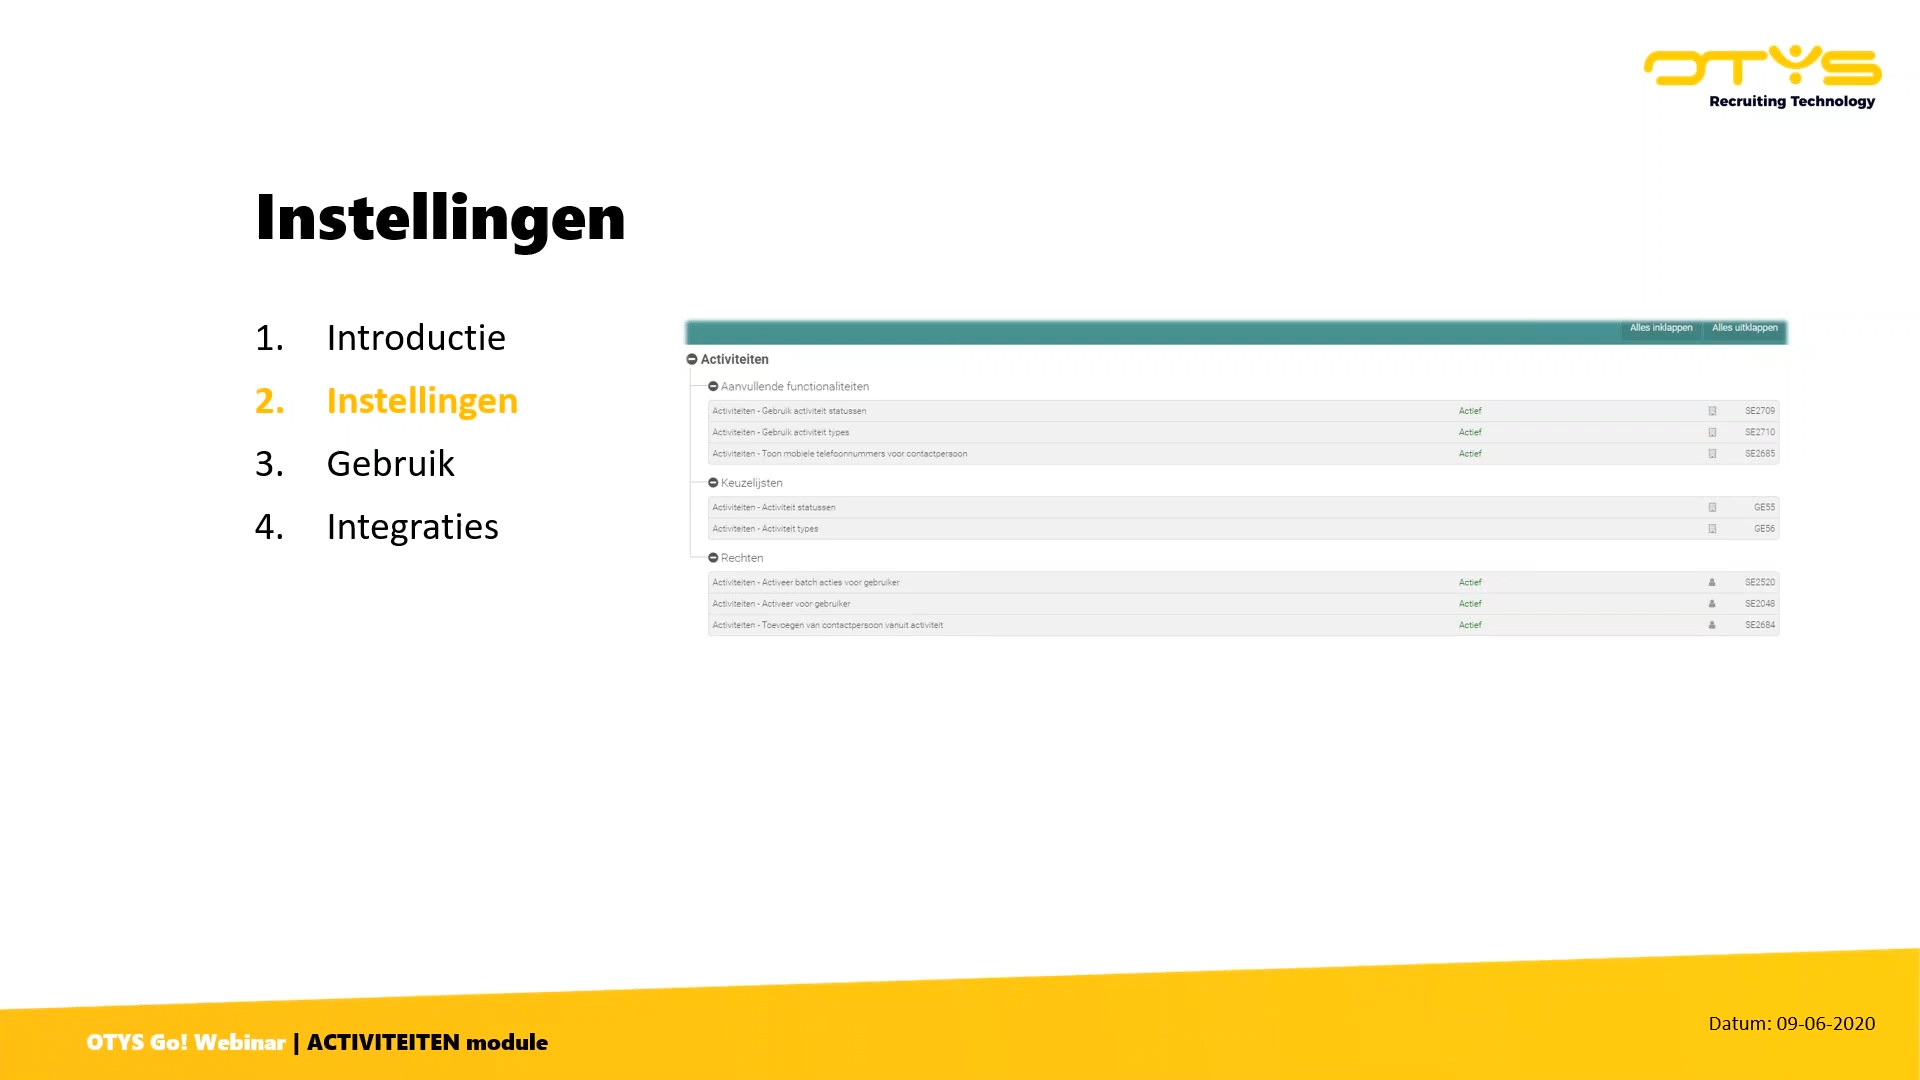 OTYS
Recruiting Technology
Instellingen
1. Introductie
2. Instellingen
3. Gebruik
4. Integraties
Alles inklappen Alles uitklappen
Activiteiten
Aanvullende functionaliteiten
Activiteiten - Gebruik activiteit statussen Actief SE2709
Activiteiten - Gebruik activiteit types Actief SE2710
Activiteiten - Toon mobiele telefoonnummers voor contactpersoon Actief SE2685
Keuzelijsten
Activiteiten - Activiteit statussen GE55
Activiteiten - Activiteit types GE56
Rechten
Activiteiten - Activeer batch acties voor gebruiker Actief SE2520
Activiteiten - Activeer voor gebruiker Actief SE2048
Activiteiten - Toevoegen van contactpersoon vanuit activiteit Actief SE2684
OTYS Go! Webinar | ACTIVITEITEN module
Datum: 09-06-2020